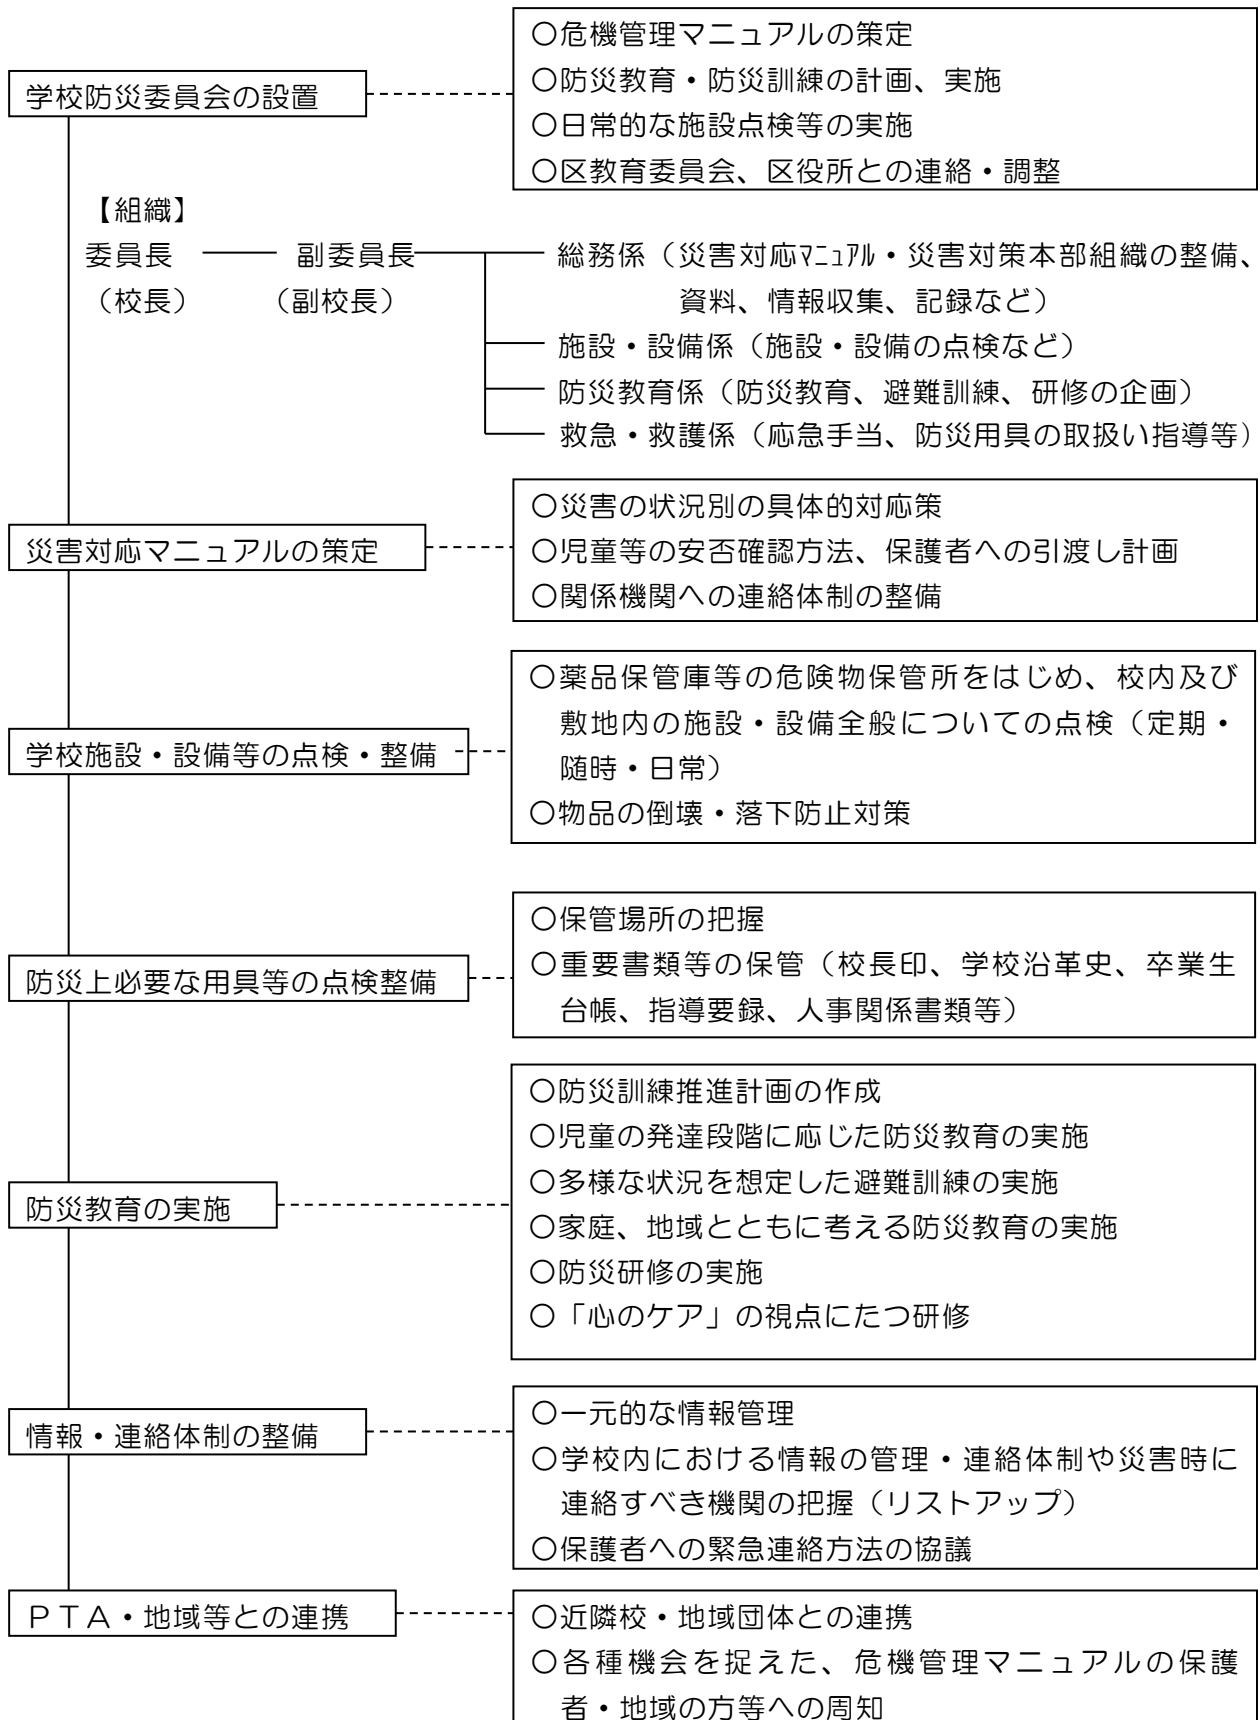 学校防災委員会の設置
〇危機管理マニュアルの策定
〇防災教育・防災訓練の計画、実施
〇日常的な施設点検等の実施
〇区教育委員会、区役所との連絡・調整
【組織】
委員長 副委員長 総務係（災害対応ﾏﾆｭｱﾙ・災害対策本部組織の整備、
（校長） （副校長） 資料、情報収集、記録など）
施設・設備係（施設・設備の点検など）
防災教育係（防災教育、避難訓練、研修の企画）
救急・救護係（応急手当、防災用具の取扱い指導等）
災害対応マニュアルの策定
〇災害の状況別の具体的対応策
〇児童等の安否確認方法、保護者への引渡し計画
〇関係機関への連絡体制の整備
学校施設・設備等の点検・整備
〇薬品保管庫等の危険物保管所をはじめ、校内及び
敷地内の施設・設備全般についての点検（定期・
随時・日常）
〇物品の倒壊・落下防止対策
防災上必要な用具等の点検整備
〇保管場所の把握
〇重要書類等の保管（校長印、学校沿革史、卒業生
台帳、指導要録、人事関係書類等）
防災教育の実施
〇防災訓練推進計画の作成
〇児童の発達段階に応じた防災教育の実施
〇多様な状況を想定した避難訓練の実施
〇家庭、地域とともに考える防災教育の実施
〇防災研修の実施
〇「心のケア」の視点にたつ研修
情報・連絡体制の整備
〇一元的な情報管理
〇学校内における情報の管理・連絡体制や災害時に
連絡すべき機関の把握（リストアップ）
〇保護者への緊急連絡方法の協議
ＰＴＡ・地域等との連携
〇近隣校・地域団体との連携
〇各種機会を捉えた、危機管理マニュアルの保護
者・地域の方等への周知